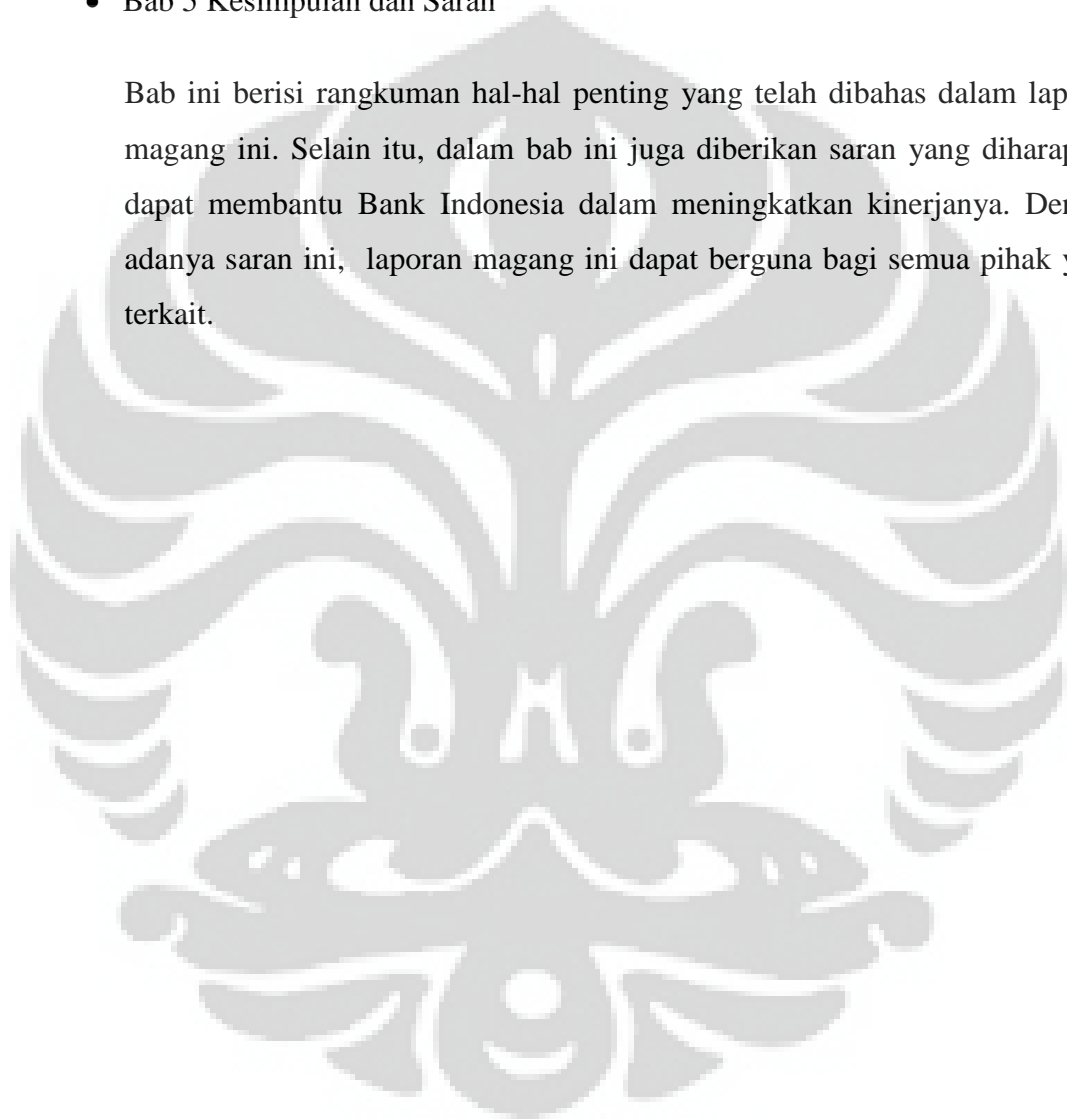 • Bab 5 Kesimpulan dan Saran
Bab ini berisi rangkuman hal-hal penting yang telah dibahas dalam lap
magang ini. Selain itu, dalam bab ini juga diberikan saran yang diharap
dapat membantu Bank Indonesia dalam meningkatkan kinerjanya. Den
adanya saran ini, laporan magang ini dapat berguna bagi semua pihak y
terkait.